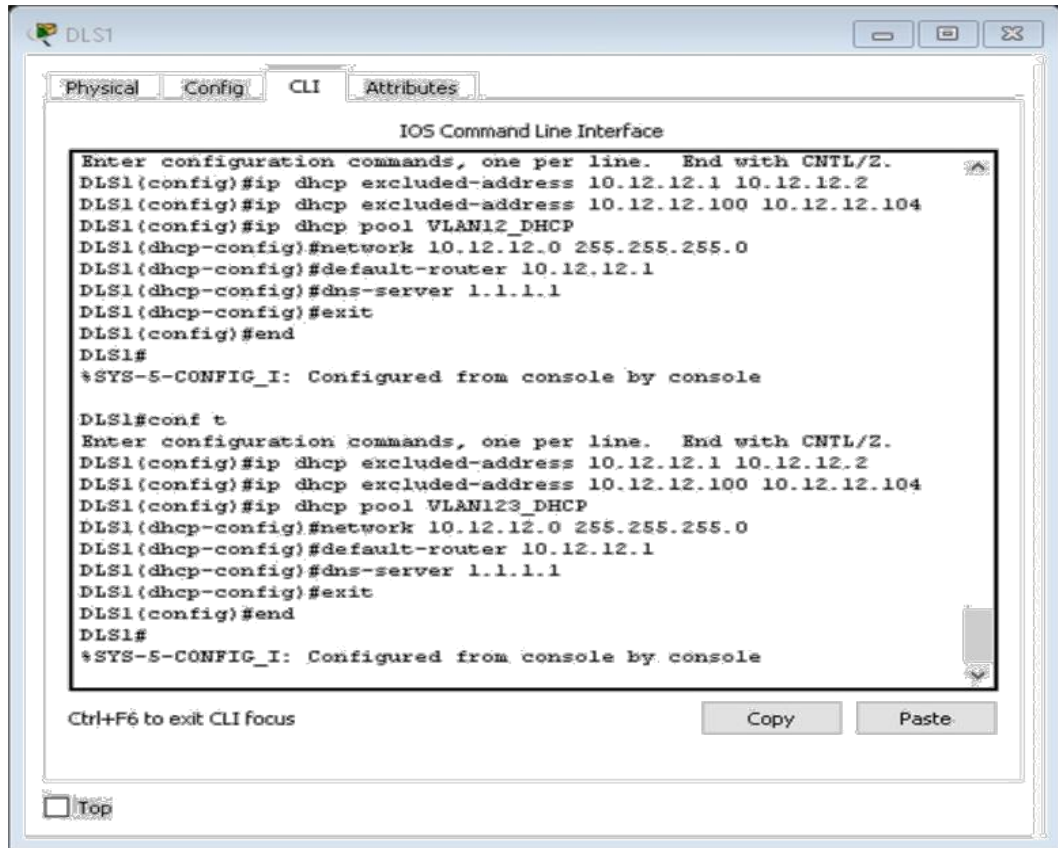 DLS1
Physical Config CLI Attributes
IOS Command Line Interface
Enter configuration commands, one per line. End with CNTL/Z.
DLS1(config)#ip dhcp excluded-address 10.12.12.1 10.12.12.2
DLS1(config)#ip dhcp excluded-address 10.12.12.100 10.12.12.104
DLS1(config)#ip dhcp pool VLAN12_DHCP
DLS1(dhcp-config)#network 10.12.12.0 255.255.255.0
DLS1(dhcp-config)#default-router 10.12.12.1
DLS1(dhcp-config)#dns-server 1.1.1.1
DLS1(dhcp-config)#exit
DLS1(config)#end
DLS1#
%SYS-5-CONFIG_I: Configured from console by console
DLS1#conf t
Enter configuration commands, one per line. End with CNTL/Z.
DLS1(config)#ip dhcp excluded-address 10.12.12.1 10.12.12.2
DLS1(config)#ip dhcp excluded-address 10.12.12.100 10.12.12.104
DLS1(config)#ip dhcp pool VLAN123_DHCP
DLS1(dhcp-config)#network 10.12.12.0 255.255.255.0
DLS1(dhcp-config)#default-router 10.12.12.1
DLS1(dhcp-config)#dns-server 1.1.1.1
DLS1(dhcp-config)#exit
DLS1(config)#end
DLS1#
%SYS-5-CONFIG_I: Configured from console by console
Ctrl+F6 to exit CLI focus
Copy Paste
Top